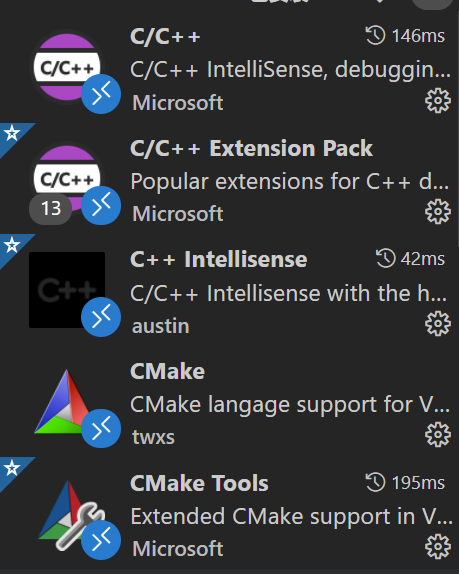 C/C++
146ms
C/C++ IntelliSense, debuggin...
Microsoft
C/C++
C/C++ Extension Pack
Popular extensions for C++ d...
Microsoft
C/C++
13
C++ Intellisense
42ms
C/C++ Intellisense with the h...
austin
C++
CMake
CMake langage support for V...
twxs
CMake Tools
195ms
Extended CMake support in V...
Microsoft